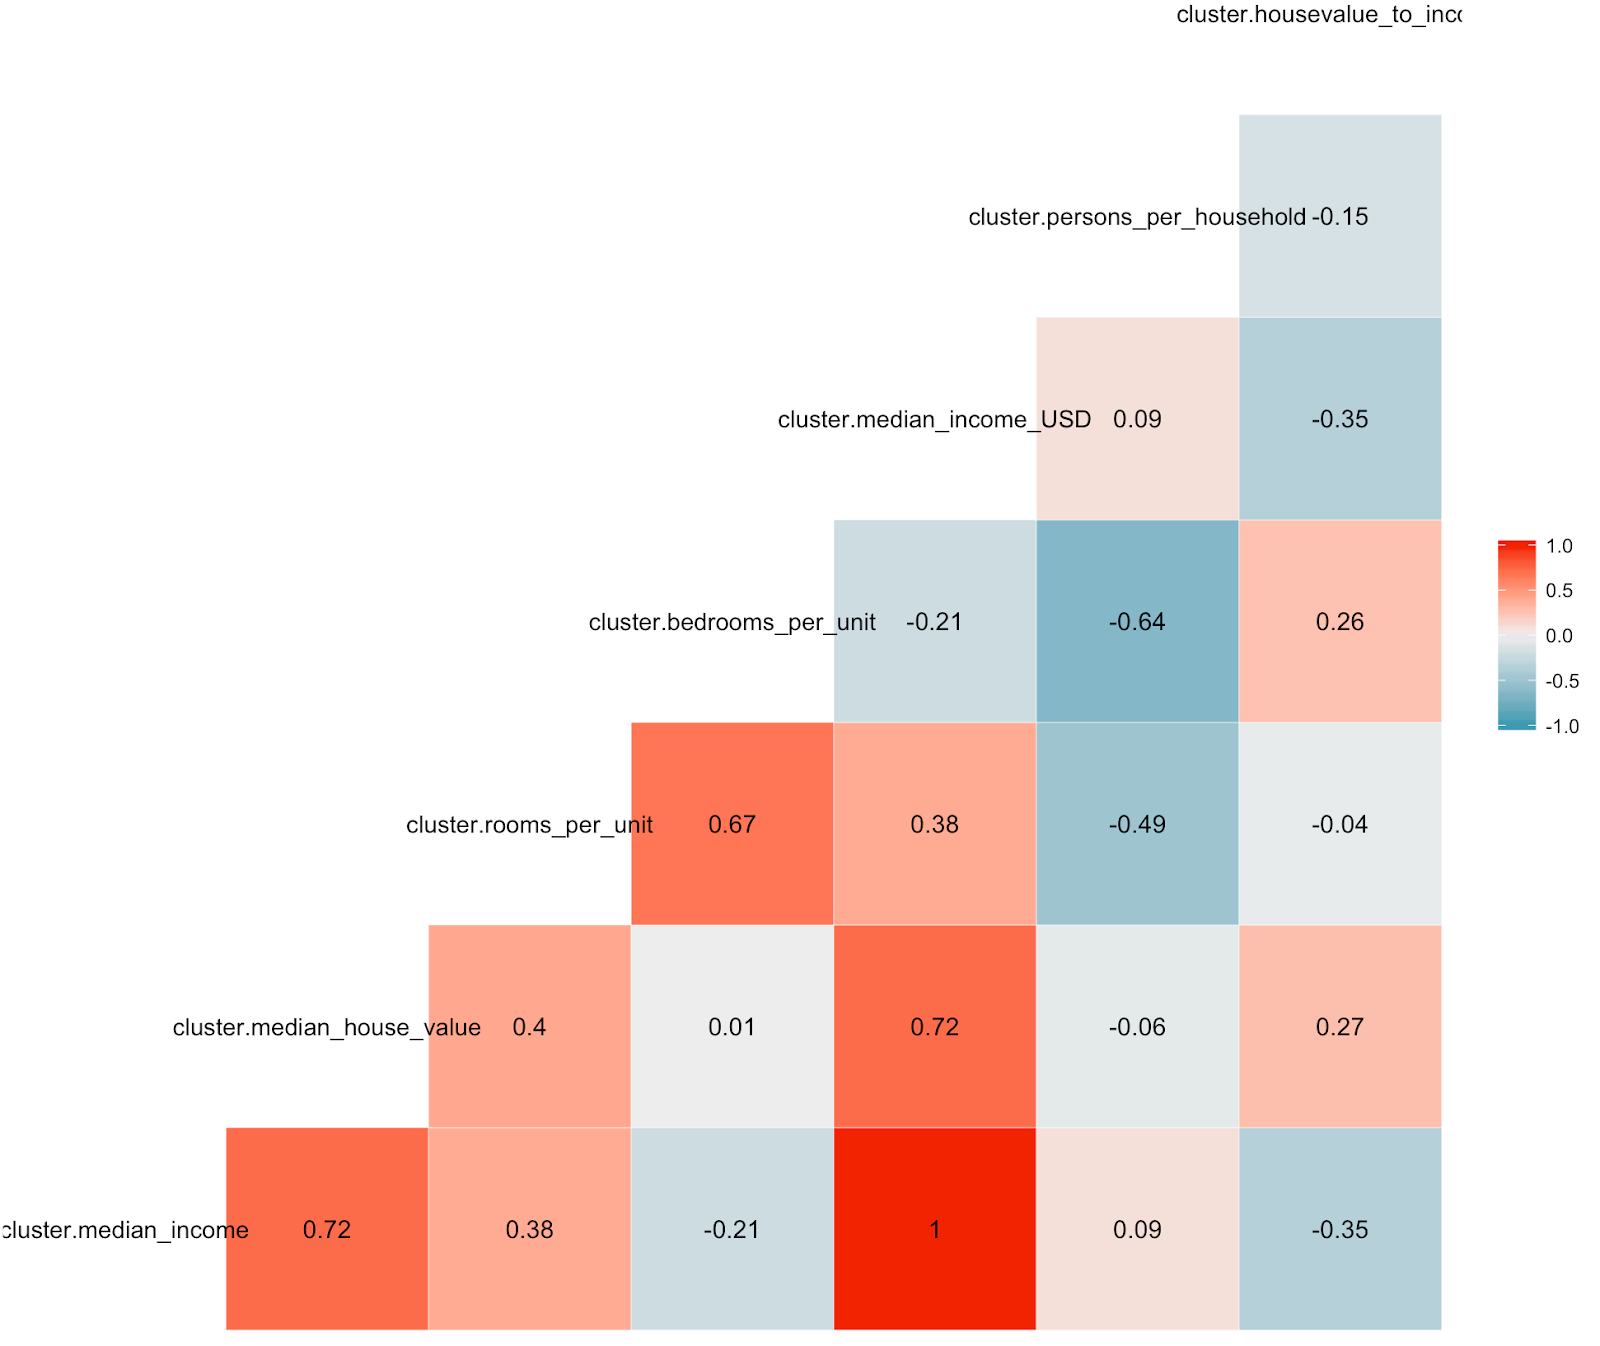 cluster.housevalue_to_inc
cluster.persons_per_household -0.15
cluster.median_income_USD 0.09 -0.35
cluster.bedrooms_per_unit -0.21 -0.64 0.26
cluster.rooms_per_unit 0.67 0.38 -0.49 -0.04
cluster.median_house_value 0.4 0.01 0.72 -0.06 0.27
cluster.median_income 0.72 0.38 -0.21 1 0.09 -0.35
1.0
0.5
0.0
-0.5
-1.0